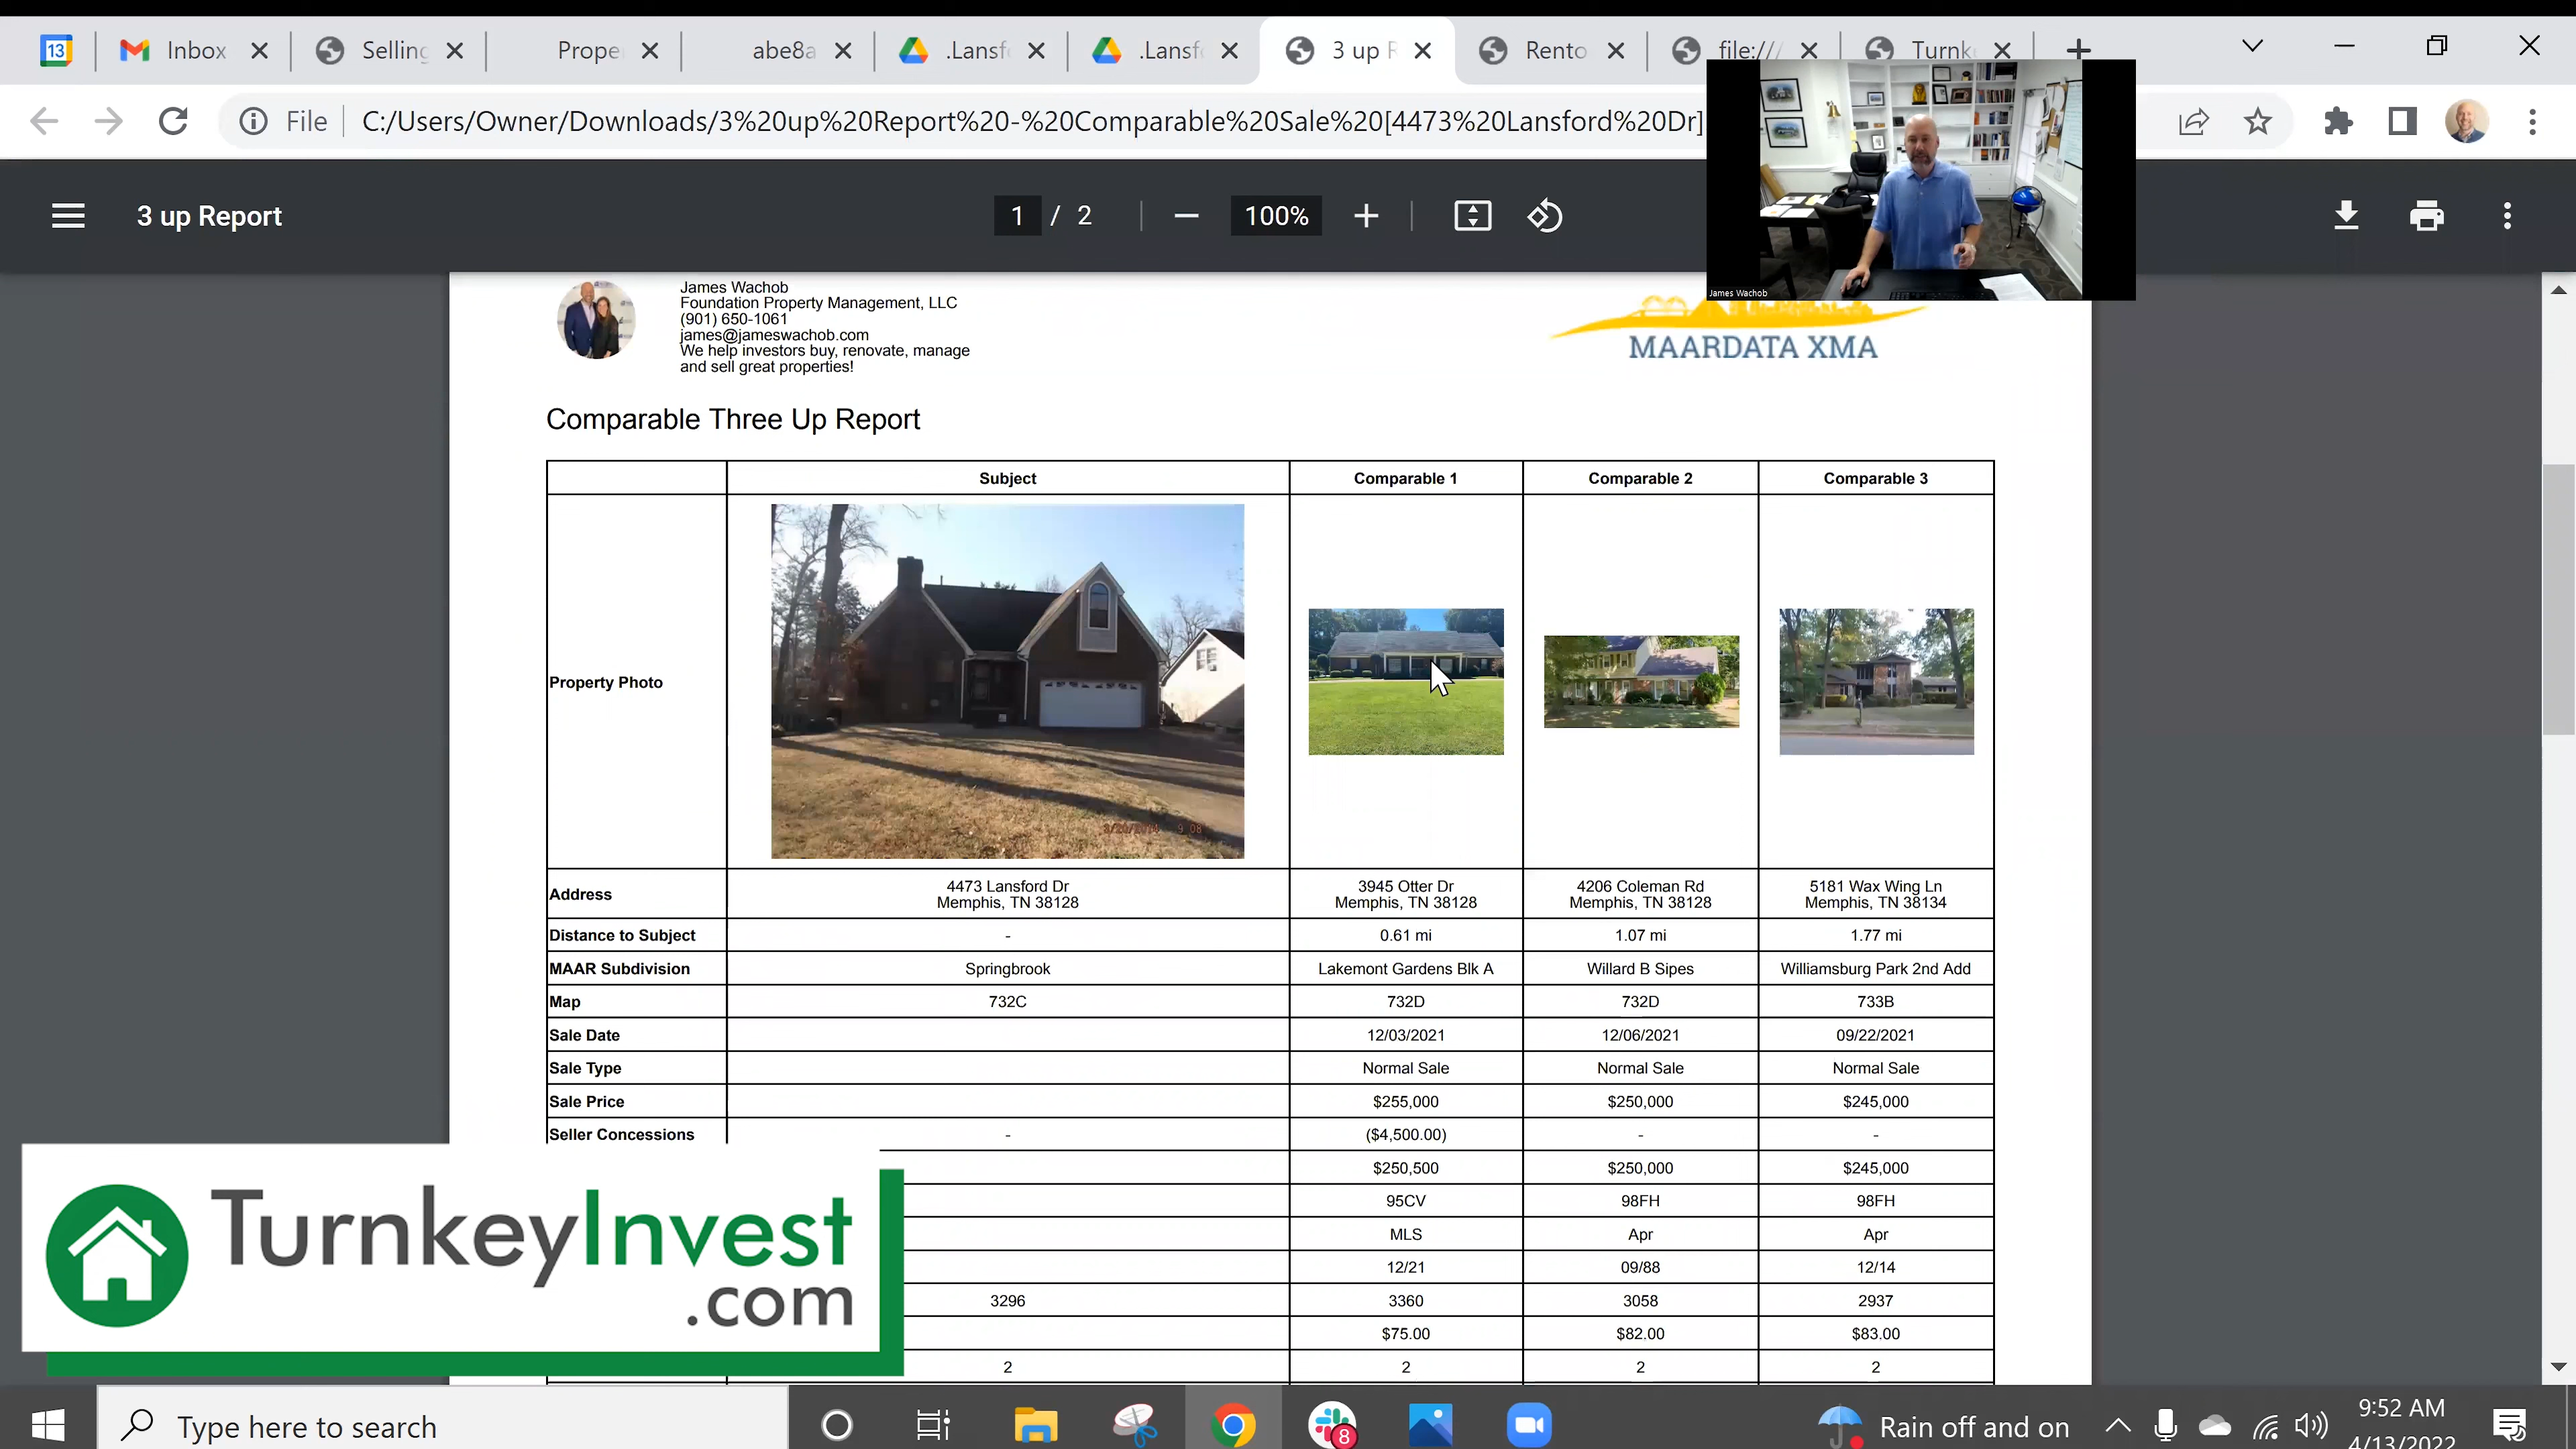 13
Inbox
Selling
Prope
abe8a
.Lansf
.Lansf
3 up R
Rento
file:///
Turnk
File
C:/Users/Owner/Downloads/3%20up%20Report%20-%20Comparable%20Sale%20[4473%20Lansford%20Dr]
3 up Report
1 / 2
100%
James Wachob
James Wachob
Foundation Property Management, LLC
(901) 650-1061
james@jameswachob.com
We help investors buy, renovate, manage
and sell great properties!
MAARDATA XMA
Comparable Three Up Report
Subject Comparable 1 Comparable 2 Comparable 3
Property Photo
9 08
Address
4473 Lansford Dr
Memphis, TN 38128
3945 Otter Dr
Memphis, TN 38128
4206 Coleman Rd
Memphis, TN 38128
5181 Wax Wing Ln
Memphis, TN 38134
Distance to Subject - 0.61 mi 1.07 mi 1.77 mi
MAAR Subdivision Springbrook Lakemont Gardens Blk A Willard B Sipes Williamsburg Park 2nd Add
Map 732C 732D 732D 733B
Sale Date 12/03/2021 12/06/2021 09/22/2021
Sale Type Normal Sale Normal Sale Normal Sale
Sale Price $255,000 $250,000 $245,000
Seller Concessions - ($4,500.00) - -
$250,500 $250,000 $245,000
95CV 98FH 98FH
MLS Apr Apr
12/21 09/88 12/14
3296 3360 3058 2937
$75.00 $82.00 $83.00
2 2 2 2
TurnkeyInvest
.com
Type here to search
8
Rain off and on
9:52 AM
4/13/2022